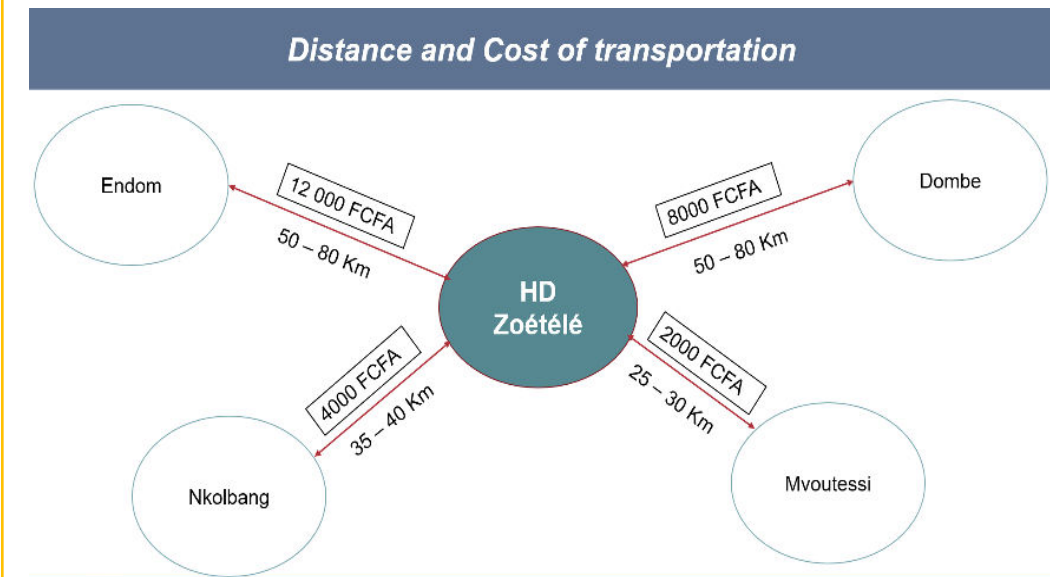 Distance and Cost of transportation
Endom
12 000 FCFA
50 – 80 Km
8000 FCFA
50 – 80 Km
Dombe
HD
Zoétélé
4000 FCFA
35 – 40 Km
2000 FCFA
25 – 30 Km
Nkolbang
Mvoutessi